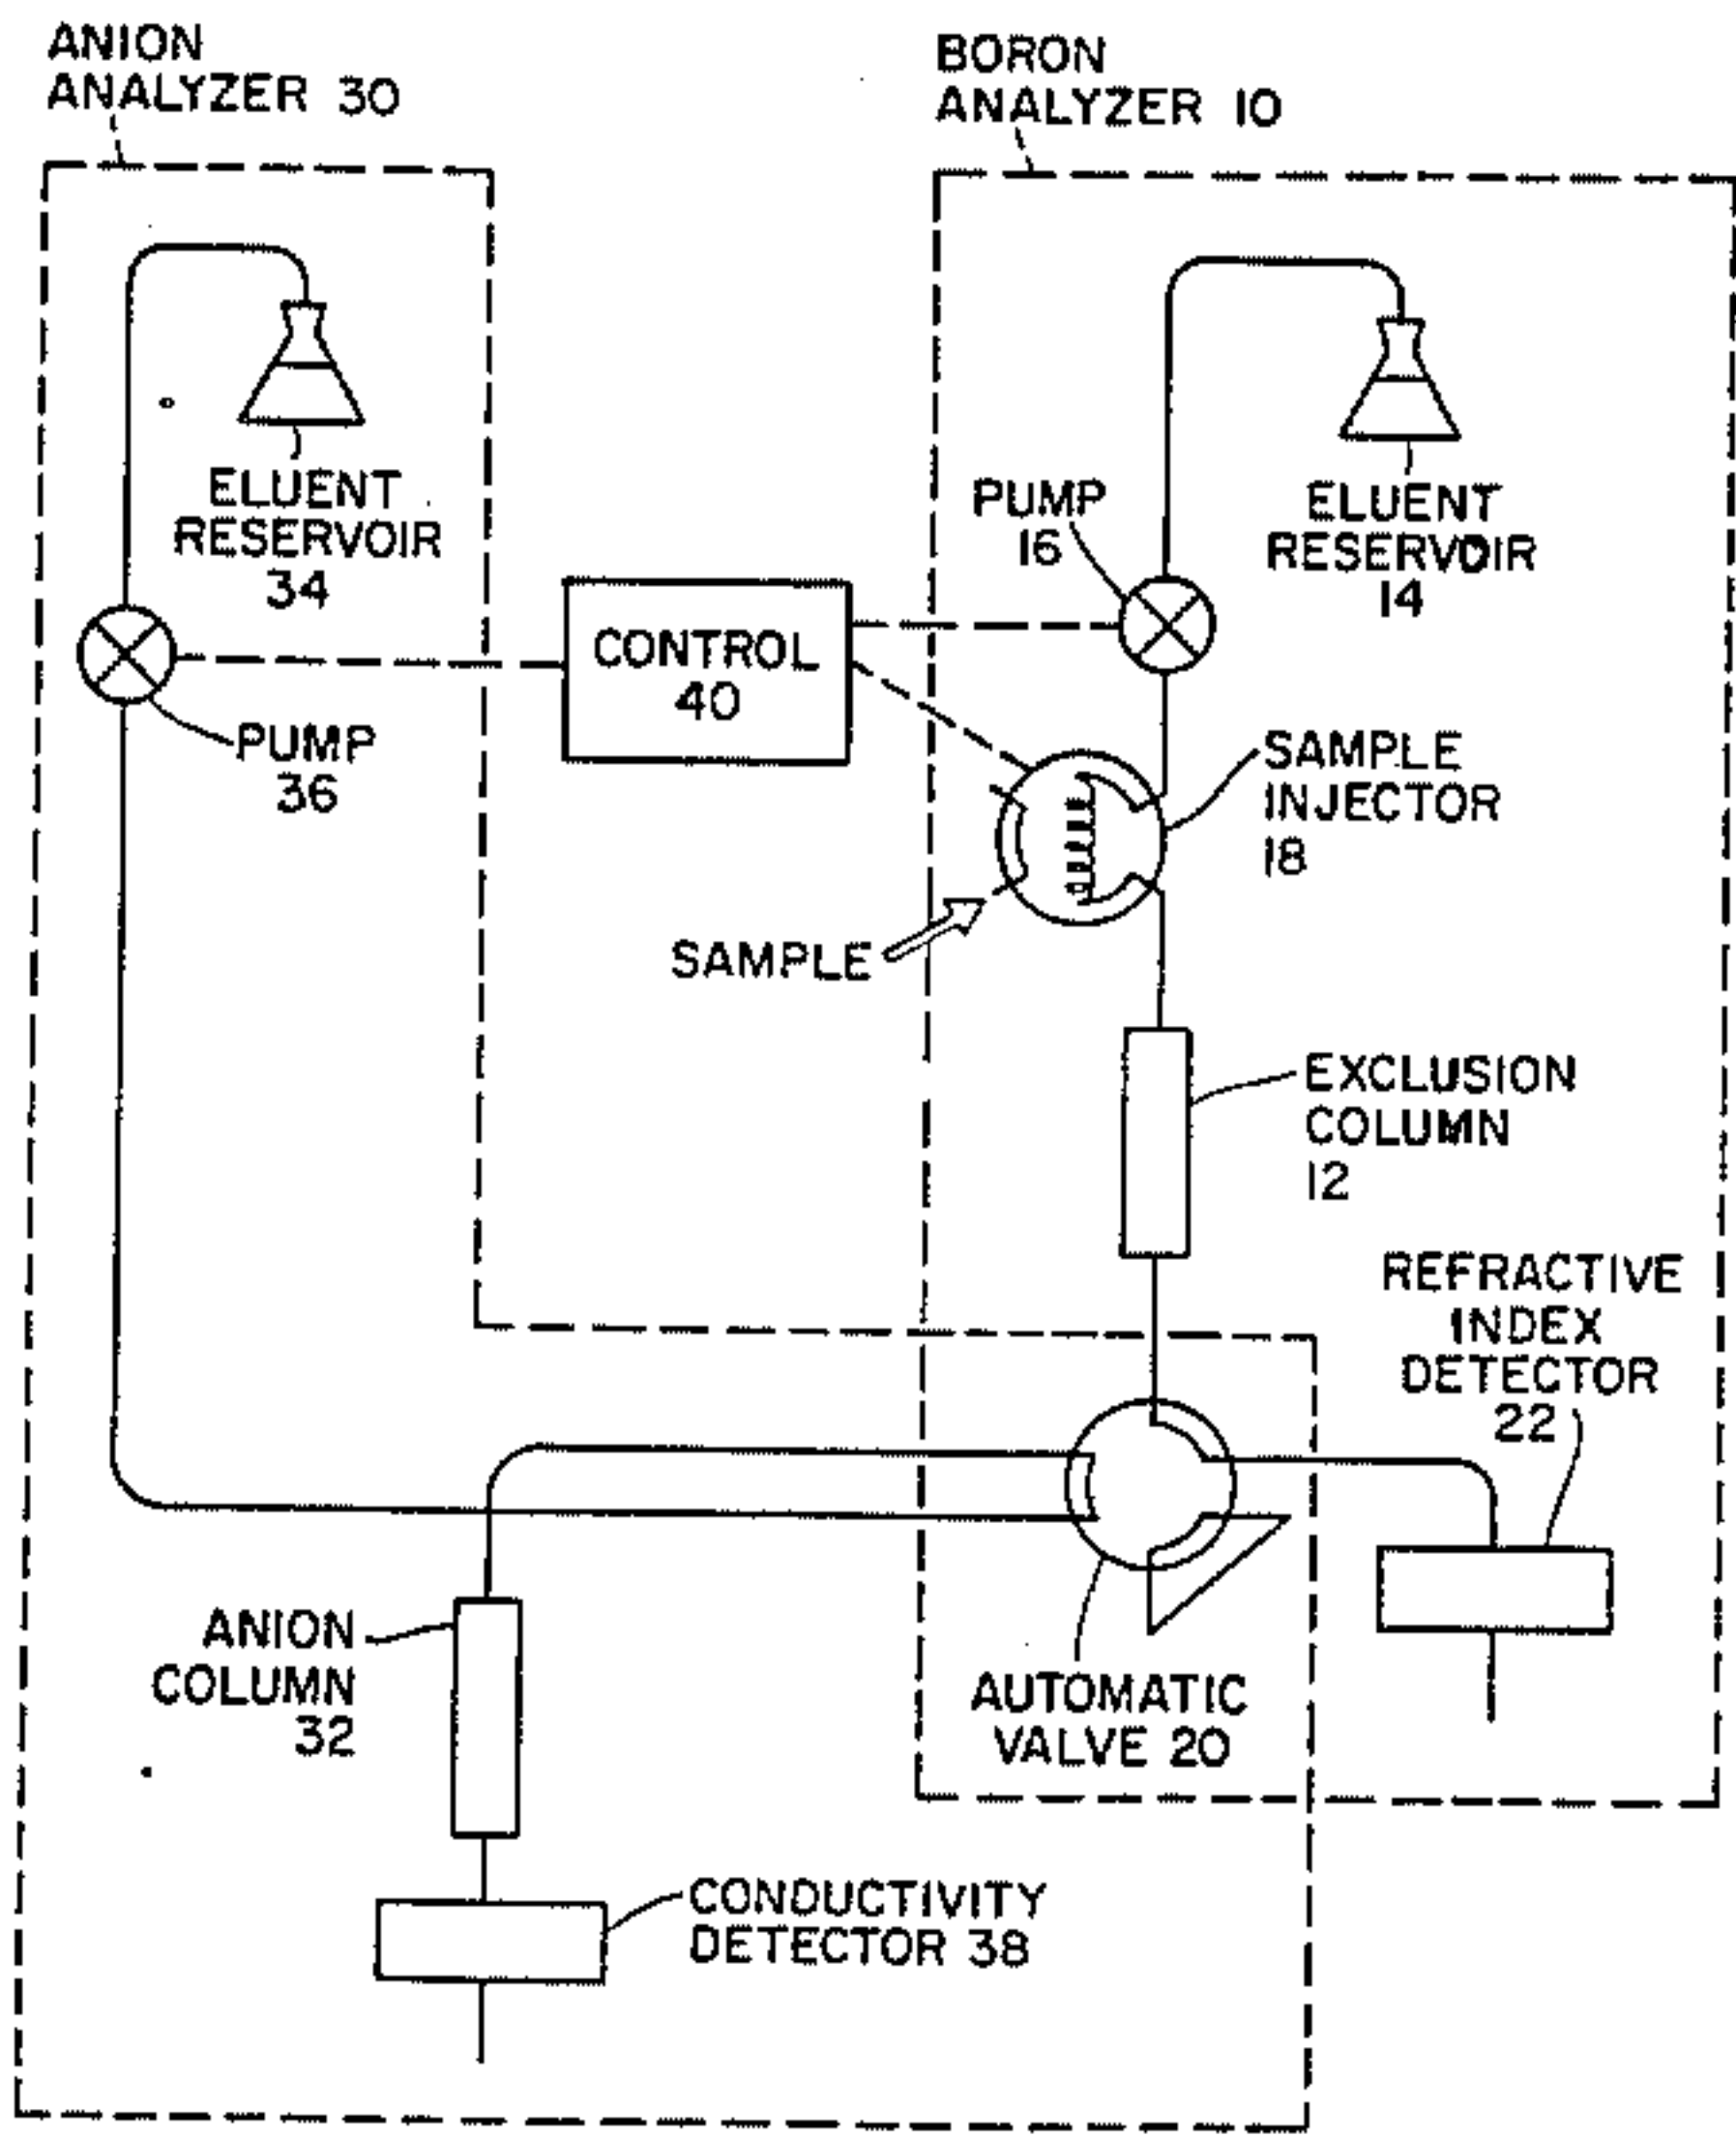 ANION
ANALYZER 30
BORON
ANALYZER 10
ELUENT
RESERVOIR
34
PUMP
16
ELUENT
RESERVOIR
14
CONTROL
40
PUMP
36
SAMPLE
INJECTOR
18
SAMPLE
EXCLUSION
COLUMN
12
REFRACTIVE
INDEX
DETECTOR
22
ANION
COLUMN
32
AUTOMATIC
VALVE 20
CONDUCTIVITY
DETECTOR 38